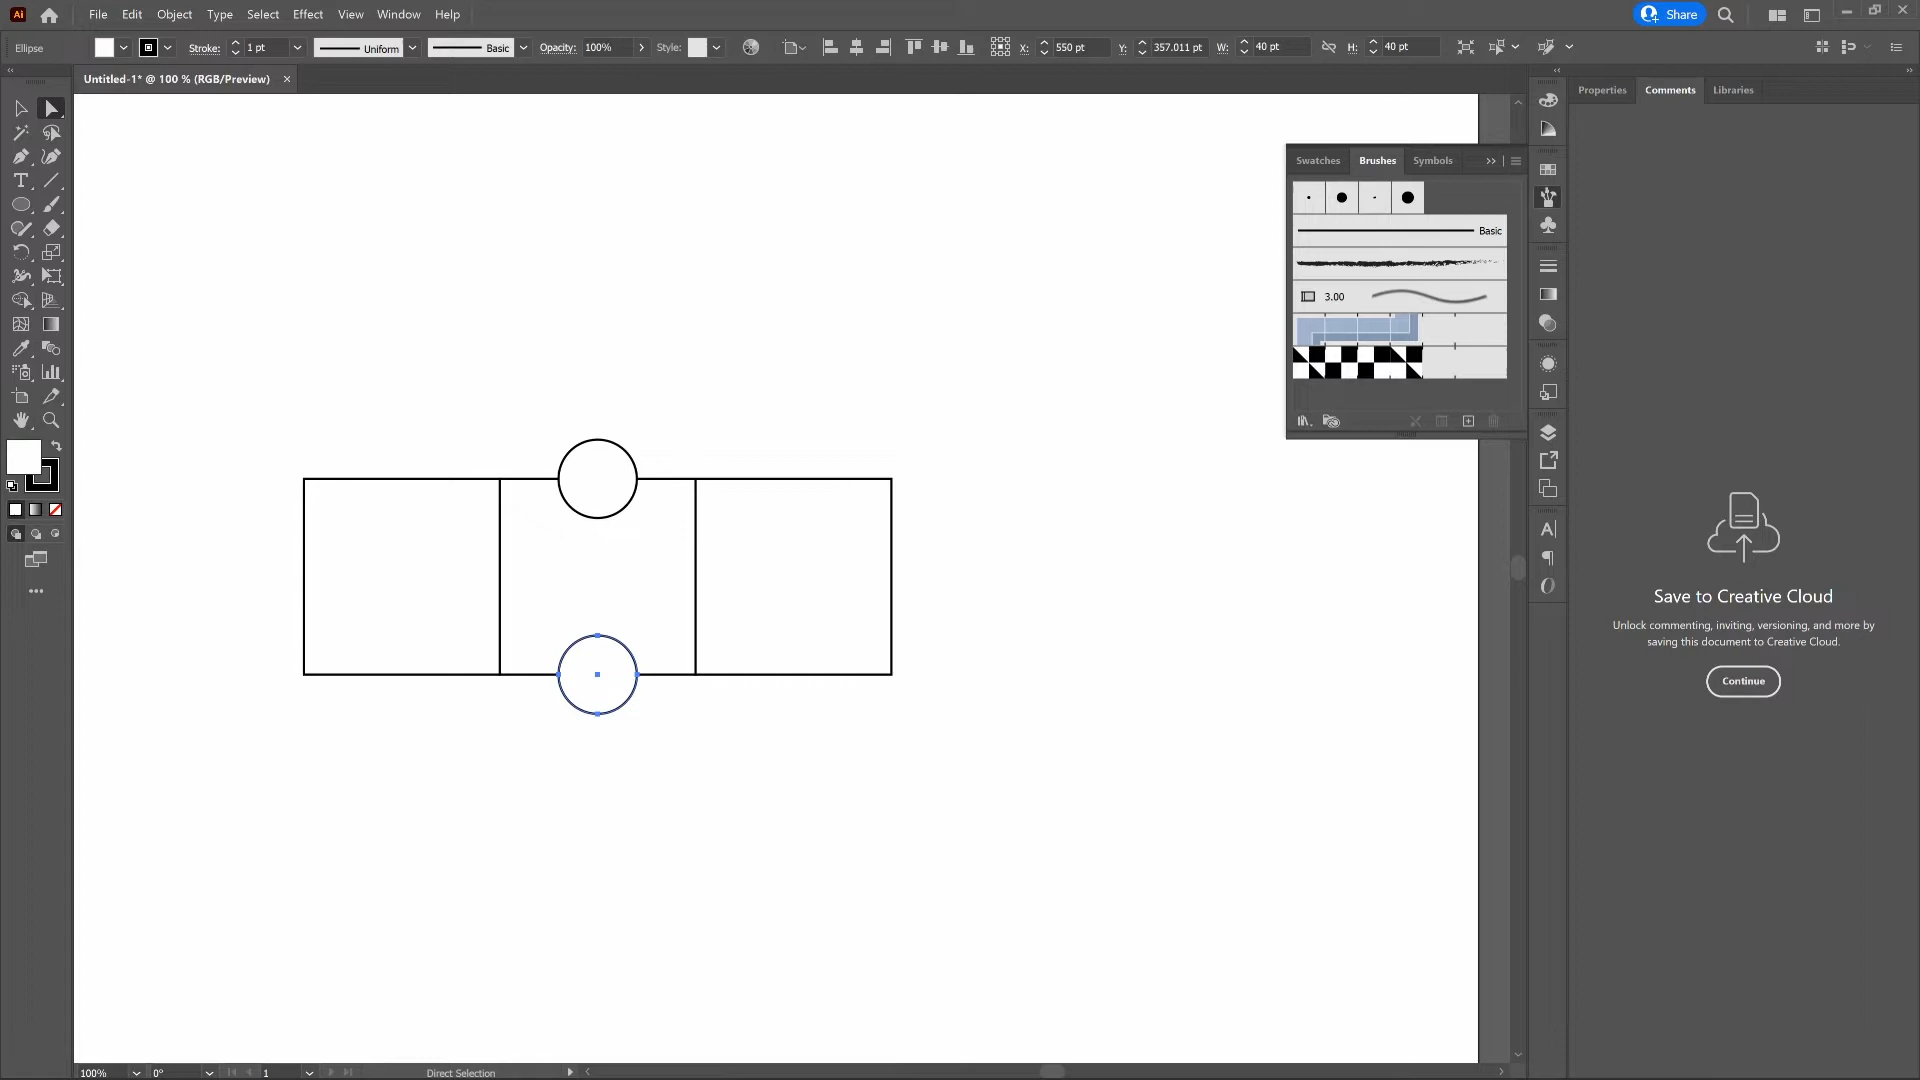 Ai
File Edit Object Type Select Effect View Window Help
Share
Ellipse Stroke: 1 pt Uniform Basic Opacity: 100% Style: X: 550 pt Y: 357.011 pt W: 40 pt H: 40 pt
Untitled-1* @ 100 % (RGB/Preview)
Properties Comments Libraries
Swatches Brushes Symbols
Basic
3.00
Save to Creative Cloud
Unlock commenting, inviting, versioning, and more by
saving this document to Creative Cloud.
Continue
100% 0° 1 Direct Selection